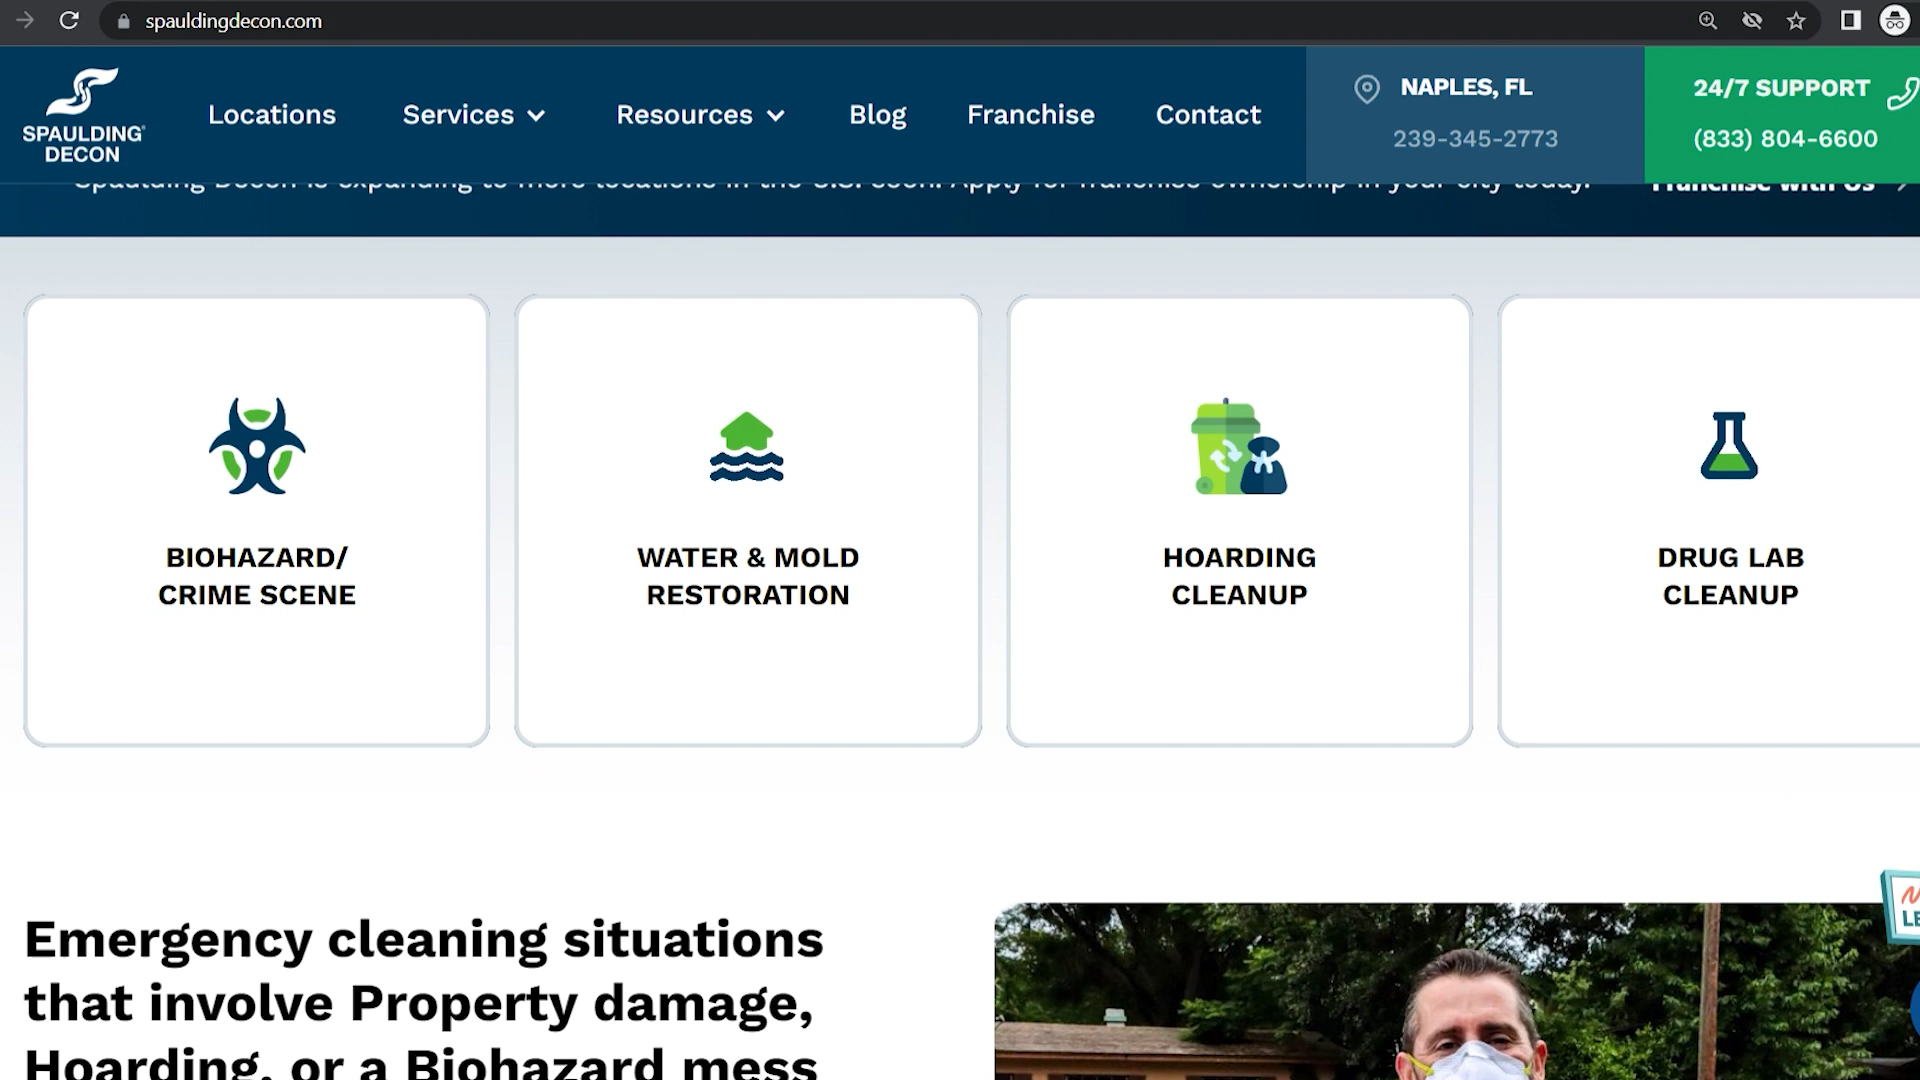 spauldingdecon.com
SPAULDING®
DECON
Locations
Services
Resources
Blog
Franchise
Contact
NAPLES, FL
239-345-2773
24/7 SUPPORT
(833) 804-6600
Spaulding Decon is expanding to more locations in the U.S. soon. Apply for franchise ownership in your city today.
Franchise With Us
BIOHAZARD/
CRIME SCENE
WATER & MOLD
RESTORATION
HOARDING
CLEANUP
DRUG LAB
CLEANUP
Emergency cleaning situations
that involve Property damage,
Hoarding, or a Biohazard mess